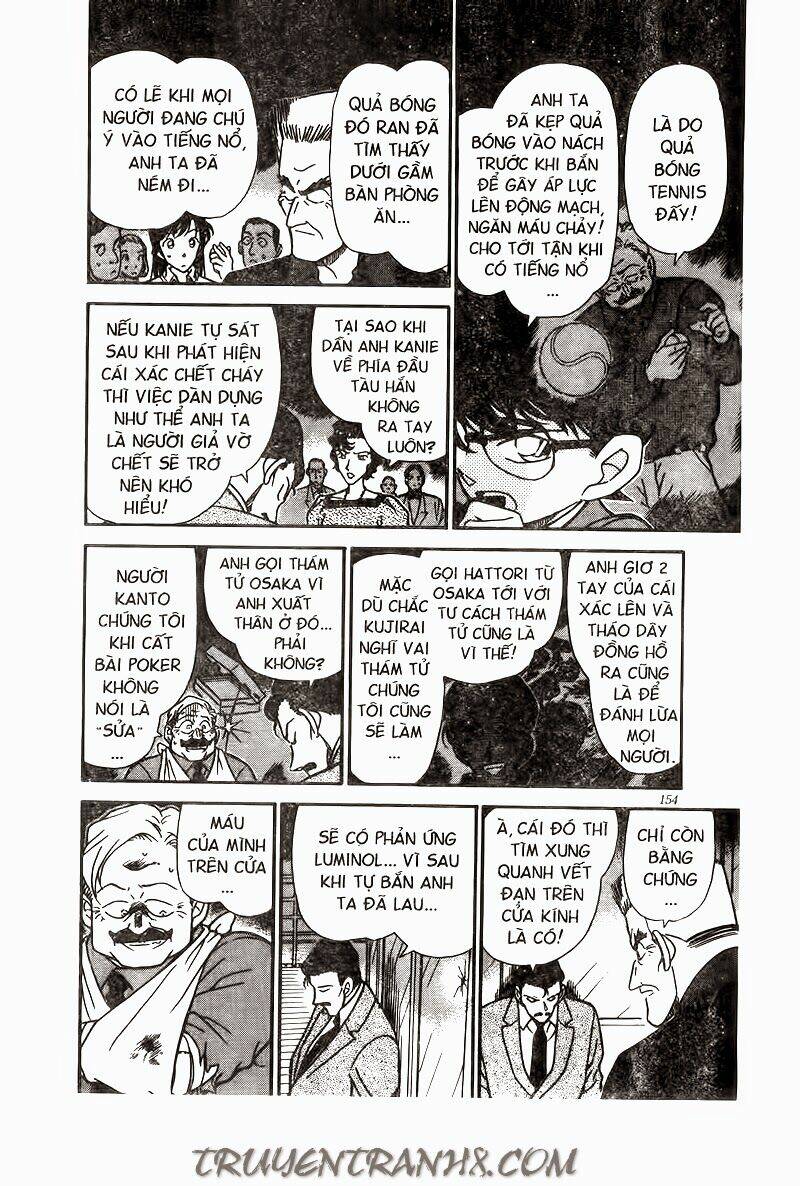 LÀ DO
QUẢ
BÓNG
TENNIS
ĐẤY!
ANH TA
ĐÃ KẸP QUẢ
BÓNG VÀO NÁCH
TRƯỚC KHI BẮN
ĐỂ GÂY ÁP LỰC
LÊN ĐỘNG MẠCH,
NGĂN MÁU CHẢY!
CHO TỚI TẬN KHI
CÓ TIẾNG NỔ
...
QUẢ BÓNG
ĐÓ RAN ĐÃ
TÌM THẤY
DƯỚI GẦM
BÀN PHÒNG
ĂN...
CÓ LẼ KHI MỌI
NGƯỜI ĐANG CHÚ
Ý VÀO TIẾNG NỔ,
ANH TA ĐÃ
NÉM ĐI...
TẠI SAO KHI
DẪN ANH KANIE
VỀ PHÍA ĐẦU
TÀU HẮN
KHÔNG
RA TAY
LUÔN?
NẾU KANIE TỰ SÁT
SAU KHI PHÁT HIỆN
CÁI XÁC CHẾT CHÁY
THÌ VIỆC DÀN DỰNG
NHƯ THỂ ANH TA
LÀ NGƯỜI GIẢ VỜ
CHẾT SẼ TRỞ
NÊN KHÓ
HIỂU!
ANH GIƠ 2
TAY CỦA CÁI
XÁC LÊN VÀ
THÁO DÂY
ĐỒNG HỒ
RA CŨNG
LÀ ĐỂ
ĐÁNH LỪA
MỌI
NGƯỜI.
GỌI HATTORI TỪ
OSAKA TỚI VỚI
TƯ CÁCH THÁM
TỬ CŨNG LÀ
VÌ THẾ!
MẶC
DÙ CHẮC
KUJIRAI
NGHĨ VAI
THÁM TỬ
CHÚNG
TÔI CŨNG
SẼ LÀM
...
ANH GỌI THÁM
TỬ OSAKA VÌ
ANH XUẤT
THÂN Ở ĐÓ...
PHẢI
KHÔNG?
NGƯỜI
KANTO
CHÚNG TÔI
KHI CẤT
BÀI POKER
KHÔNG
NÓI LÀ
"SỬA"
...
154
CHỈ CÒN
BẰNG
CHỨNG
...
À, CÁI ĐÓ THÌ
TÌM XUNG
QUANH VẾT
ĐẠN TRÊN
CỬA KÍNH
LÀ CÓ!
SẼ CÓ PHẢN ỨNG
LUMINOL... VÌ SAU
KHI TỰ BẮN ANH
TA ĐÃ LAU...
MÁU
CỦA MÌNH
TRÊN CỬA
...
TRUYENTRANH8.COM